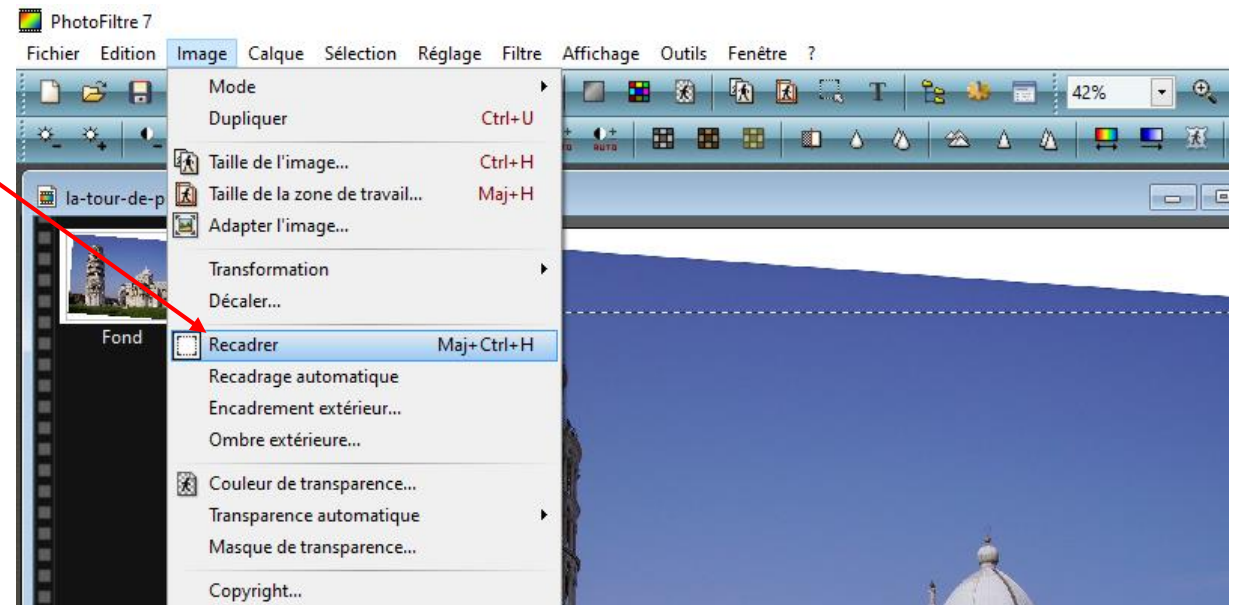 PhotoFiltre 7
Fichier Edition Image Calque Sélection Réglage Filtre Affichage Outils Fenêtre ?
42%
Mode
Dupliquer Ctrl+U
Taille de l'image... Ctrl+H
Taille de la zone de travail... Maj+H
la-tour-de-p
Adapter l'image...
Transformation
Décaler...
Fond
Recadrer Maj+Ctrl+H
Recadrage automatique
Encadrement extérieur...
Ombre extérieure...
Couleur de transparence...
Transparence automatique
Masque de transparence...
Copyright...